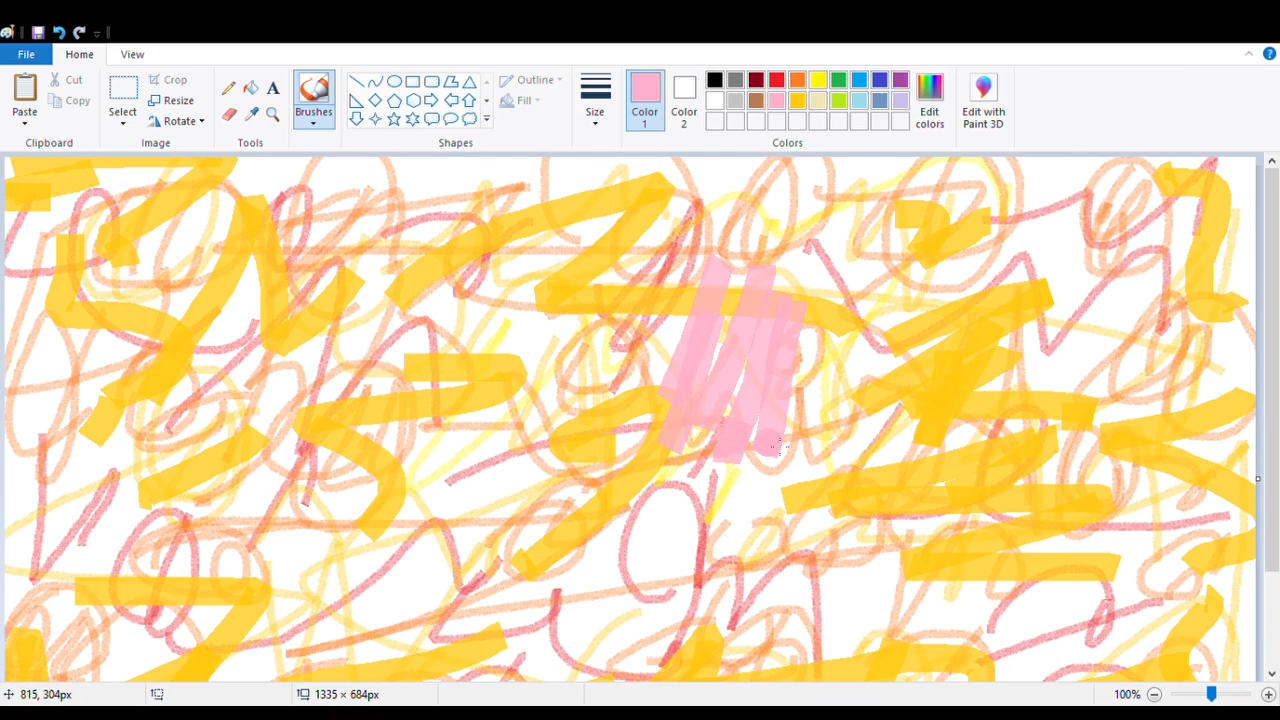 File Home View
Paste Cut Copy Select Crop Resize Rotate Brushes Outline Fill Size Color 1 Color 2 Edit colors Edit with Paint 3D
Clipboard Image Tools Shapes Colors
815, 304px 1335 × 684px 100%